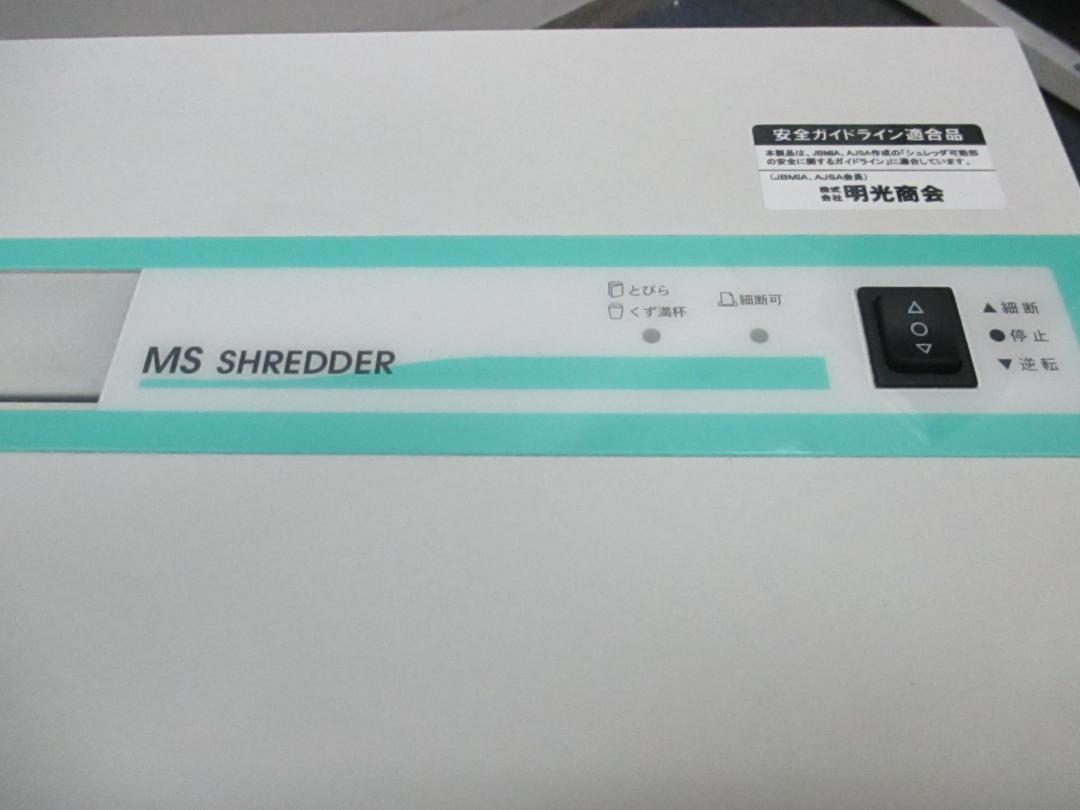 安全ガイドライン適合品
本製品は、JBMIA、AJSA作成の「シュレッダ可動部
の安全に関するガイドライン」に適合しています。
(JBMIA、AJSA会員)
株式会社 明光商会
とびら
くず満杯
細断可
▲ 細断
● 停止
▼ 逆転
MS SHREDDER